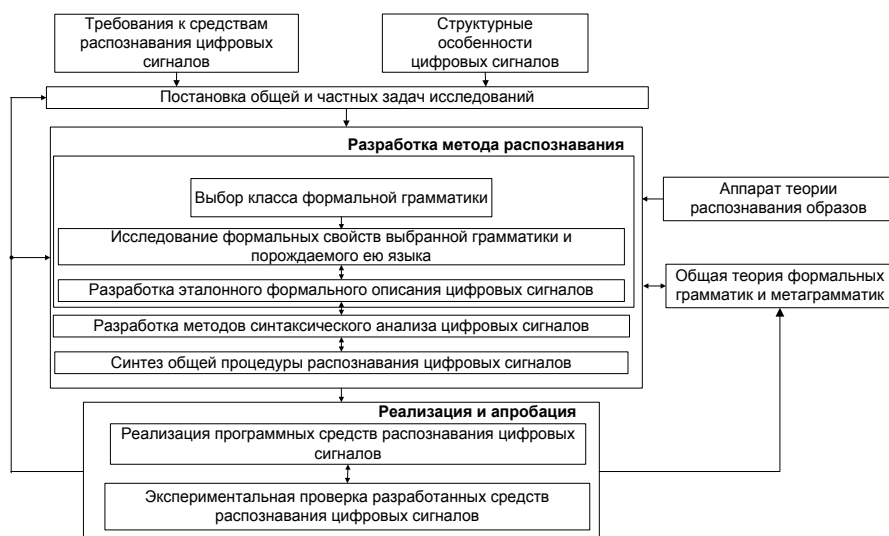 Требования к средствам
распознавания цифровых
сигналов
Структурные
особенности
цифровых сигналов
Постановка общей и частных задач исследований
Разработка метода распознавания
Выбор класса формальной грамматики
Исследование формальных свойств выбранной грамматики и
порождаемого ею языка
Разработка эталонного формального описания цифровых сигналов
Разработка методов синтаксического анализа цифровых сигналов
Синтез общей процедуры распознавания цифровых сигналов
Аппарат теории
распознавания образов
Общая теория формальных
грамматик и метаграмматик
Реализация и апробация
Реализация программных средств распознавания цифровых
сигналов
Экспериментальная проверка разработанных средств
распознавания цифровых сигналов